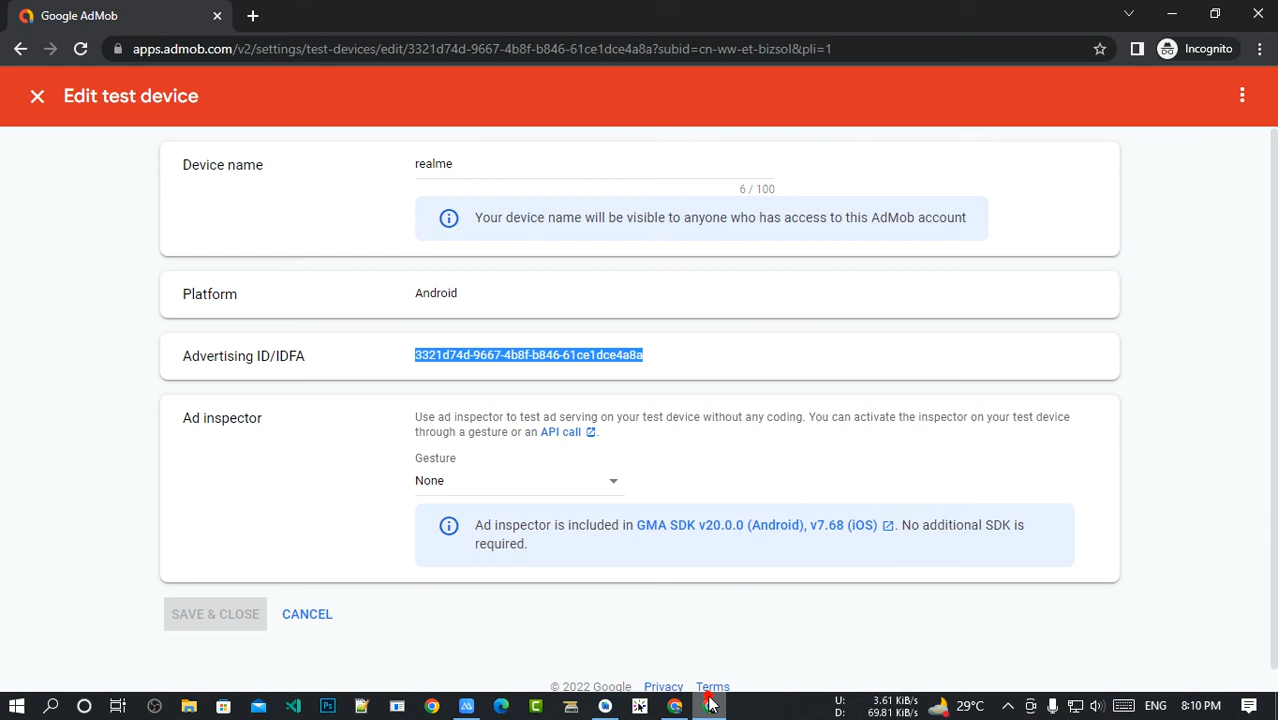 Google AdMob
apps.admob.com/v2/settings/test-devices/edit/3321d74d-9667-4b8f-b846-61ce1dce4a8a?subid=cn-ww-et-bizsol&pli=1
Incognito
Edit test device
Device name
realme
6 / 100
Your device name will be visible to anyone who has access to this AdMob account
Platform
Android
Advertising ID/IDFA
3321d74d-9667-4b8f-b846-61ce1dce4a8a
Ad inspector
Use ad inspector to test ad serving on your test device without any coding. You can activate the inspector on your test device
through a gesture or an API call.
Gesture
None
Ad inspector is included in GMA SDK v20.0.0 (Android), v7.68 (iOS). No additional SDK is
required.
SAVE & CLOSE
CANCEL
© 2022 Google Privacy Terms
U: 3.61 KiB/s
D: 69.81 KiB/s
29°C
8:10 PM